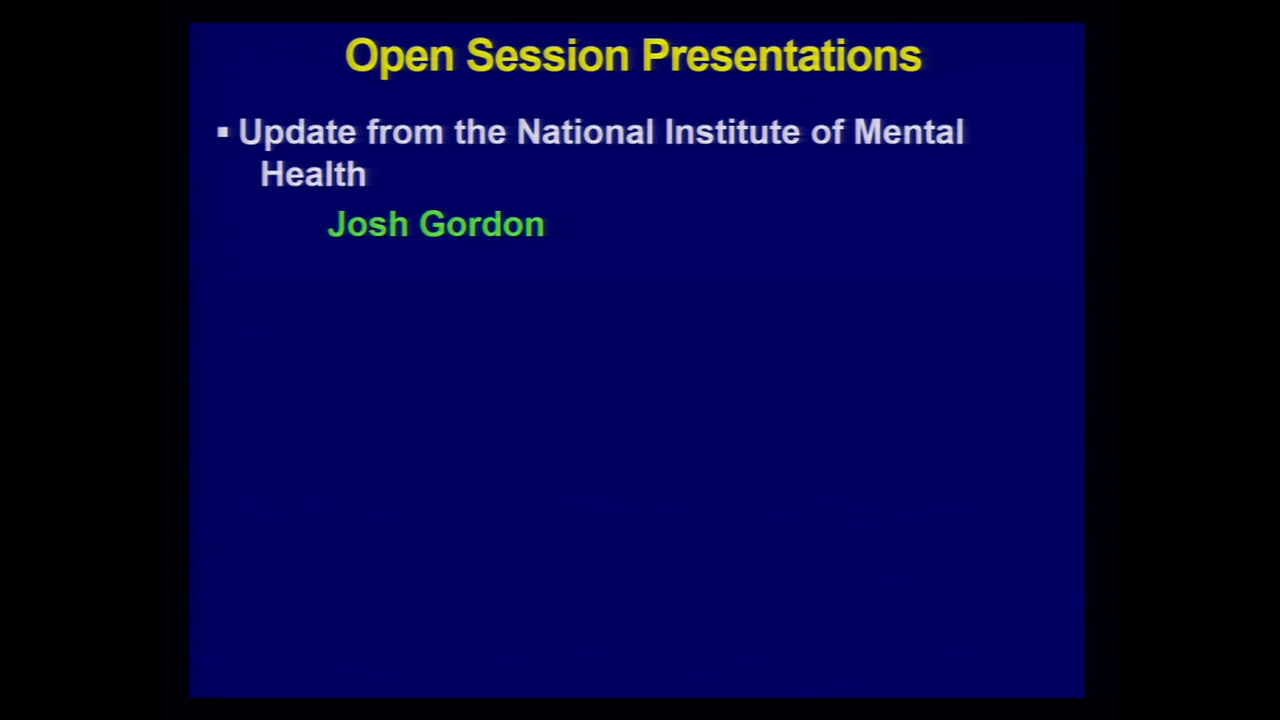 Open Session Presentations
▪ Update from the National Institute of Mental
Health
Josh Gordon